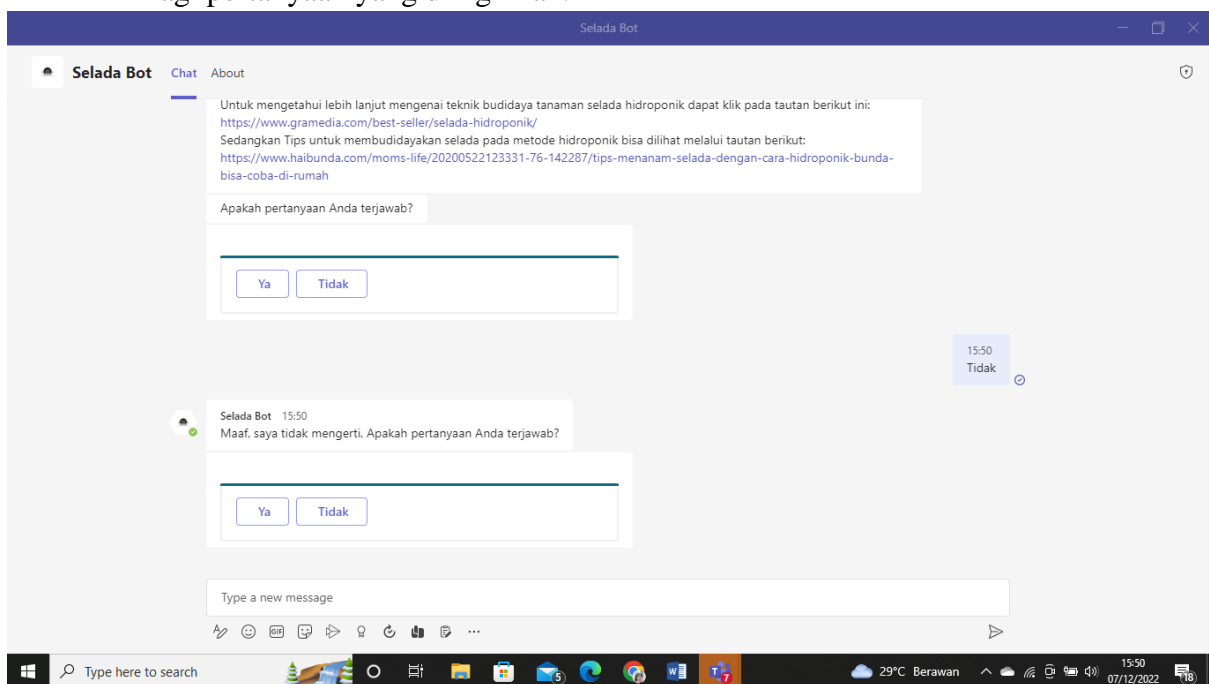 Selada Bot
Selada Bot Chat About
Untuk mengetahui lebih lanjut mengenai teknik budidaya tanaman selada hidroponik dapat klik pada tautan berikut ini:
https://www.gramedia.com/best-seller/selada-hidroponik/
Sedangkan Tips untuk membudidayakan selada pada metode hidroponik bisa dilihat melalui tautan berikut:
https://www.haibunda.com/moms-life/20200522123331-76-142287/tips-menanam-selada-dengan-cara-hidroponik-bunda-
bisa-coba-di-rumah
Apakah pertanyaan Anda terjawab?
Ya Tidak
15:50
Tidak
Selada Bot 15:50
Maaf, saya tidak mengerti. Apakah pertanyaan Anda terjawab?
Ya Tidak
Type a new message
GIF
Type here to search
5
7
29°C Berawan
15:50
07/12/2022
18